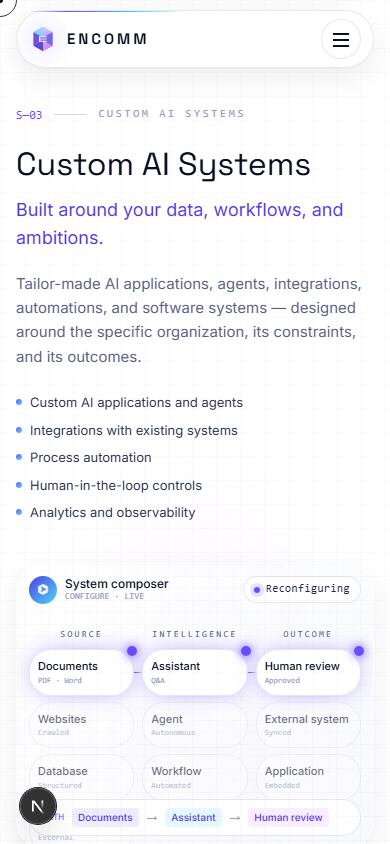 ENCOMM
S—03 CUSTOM AI SYSTEMS
Custom AI Systems
Built around your data, workflows, and
ambitions.
Tailor-made AI applications, agents, integrations,
automations, and software systems — designed
around the specific organization, its constraints,
and its outcomes.
Custom AI applications and agents
Integrations with existing systems
Process automation
Human-in-the-loop controls
Analytics and observability
System composer
CONFIGURE · LIVE
Reconfiguring
SOURCE INTELLIGENCE OUTCOME
Documents Assistant Human review
PDF · Word Q&A Approved
Websites Agent External system
Crawled Autonomous Synced
Database Workflow Application
Structured Automated Embedded
N
Documents → Assistant → Human review
External